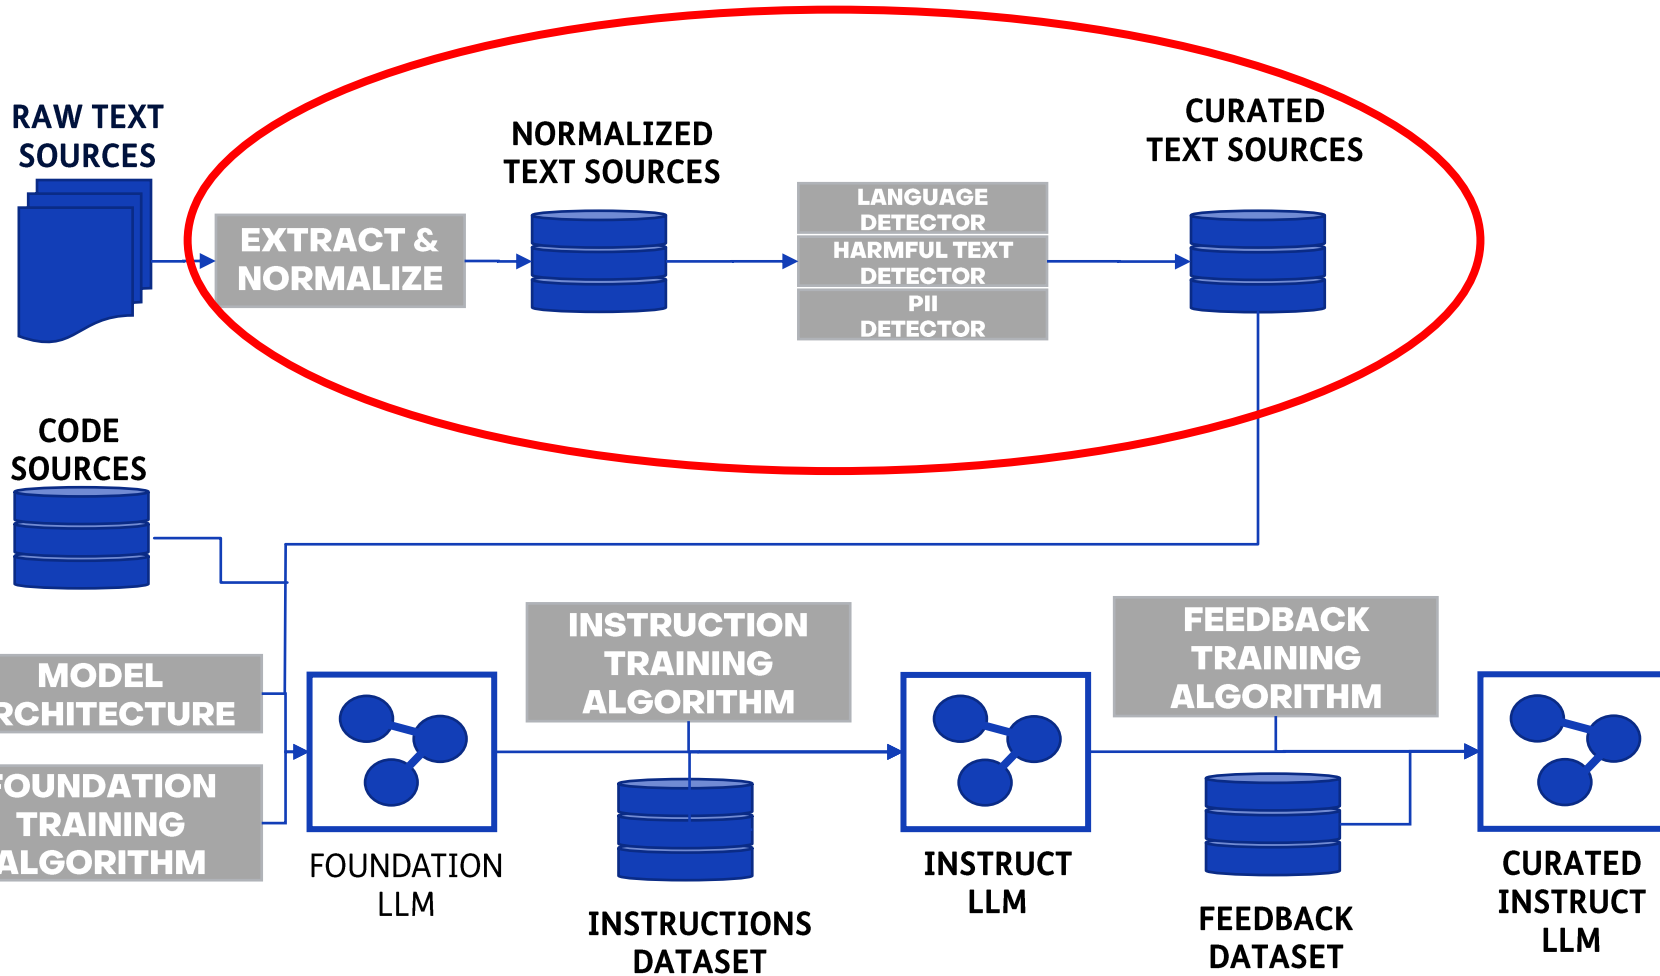 RAW TEXT
SOURCES
NORMALIZED
TEXT SOURCES
CURATED
TEXT SOURCES
EXTRACT &
NORMALIZE
LANGUAGE
DETECTOR
HARMFUL TEXT
DETECTOR
PII
DETECTOR
CODE
SOURCES
MODEL
RCHITECTURE
FOUNDATION
TRAINING
ALGORITHM
FOUNDATION
LLM
INSTRUCTION
TRAINING
ALGORITHM
INSTRUCTIONS
DATASET
INSTRUCT
LLM
FEEDBACK
TRAINING
ALGORITHM
FEEDBACK
DATASET
CURATED
INSTRUCT
LLM